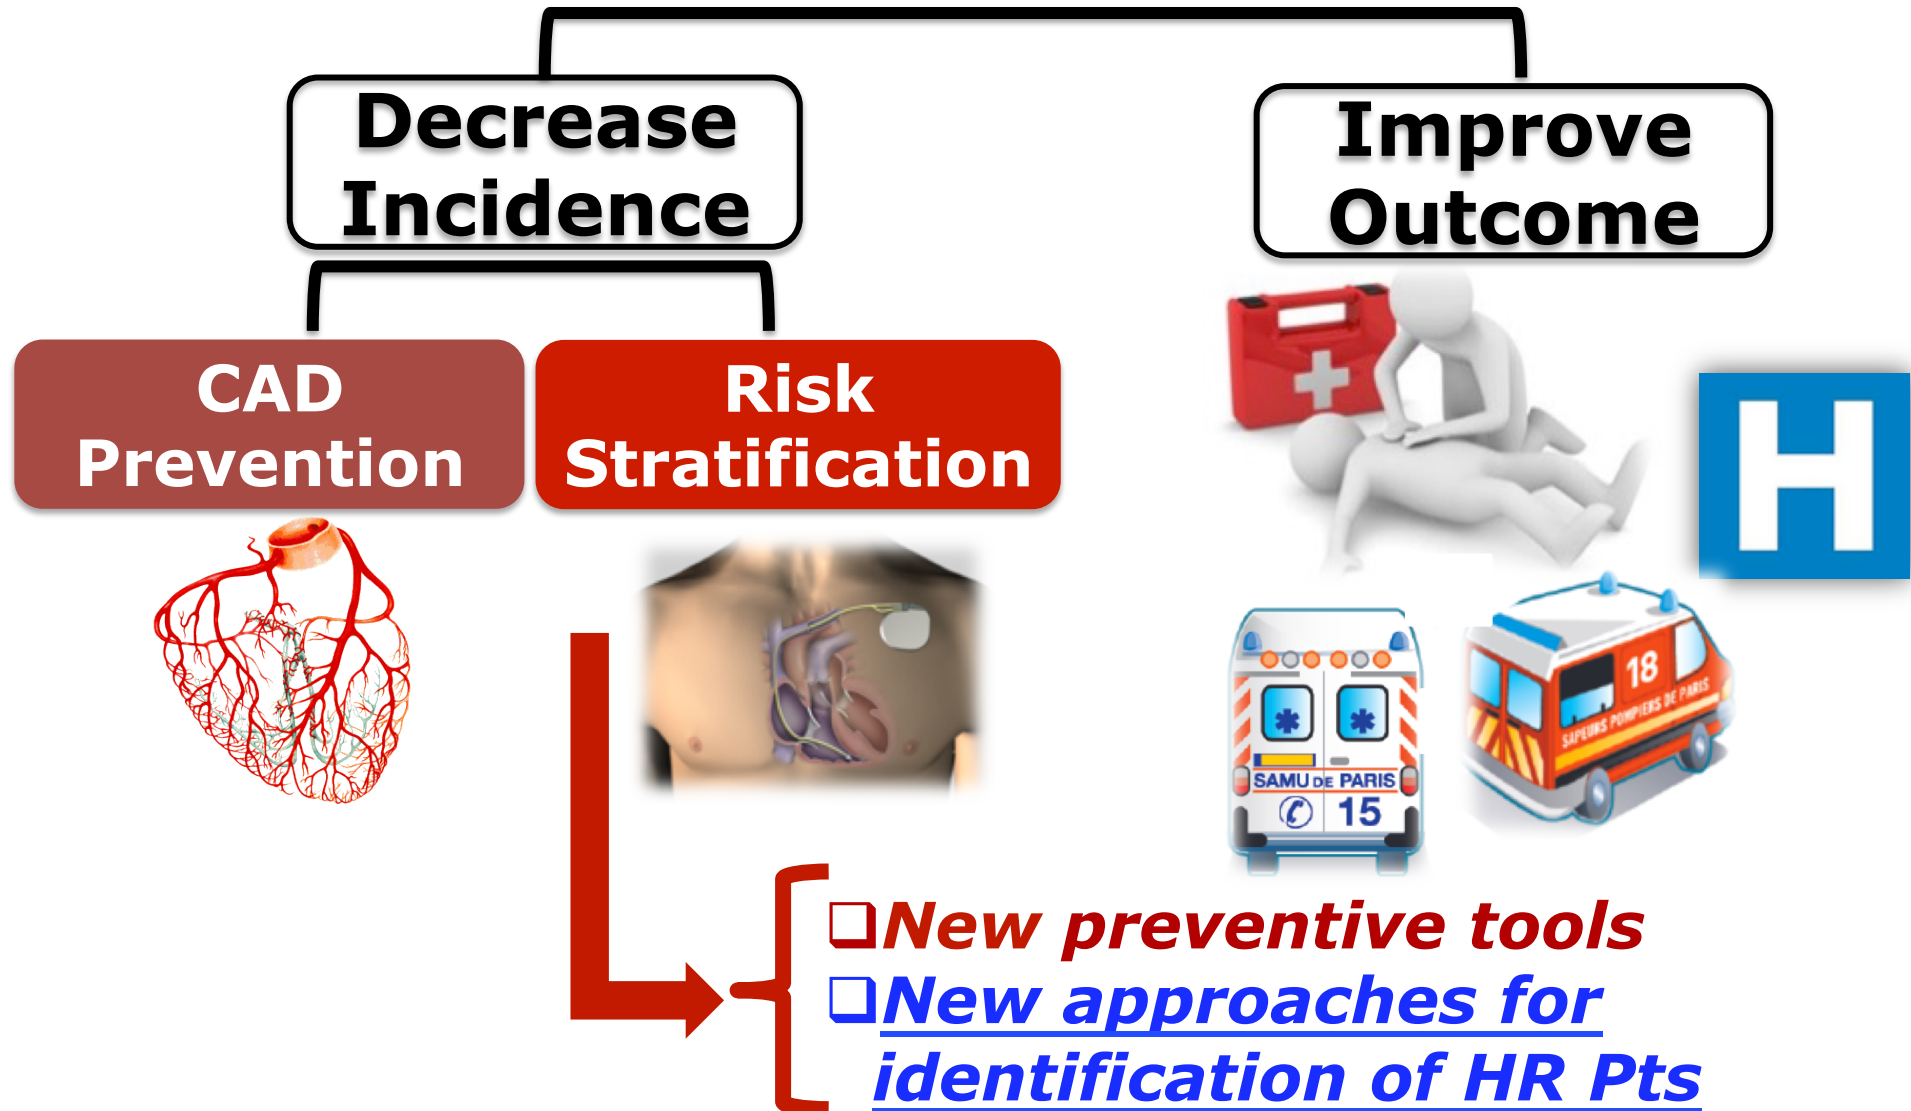 Decrease
Incidence
Improve
Outcome
CAD
Prevention
Risk
Stratification
H
18
SAPEURS POMPIERS DE PARIS
SAMU DE PARIS
15
New preventive tools
New approaches for
identification of HR Pts